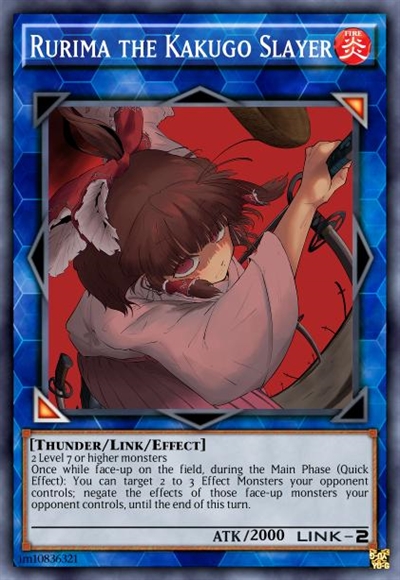 RURIMA THE KAKUGO SLAYER
FIRE
炎
[THUNDER/LINK/EFFECT]
2 Level 7 or higher monsters
Once while face-up on the field, during the Main Phase (Quick
Effect): You can target 2 to 3 Effect Monsters your opponent
controls; negate the effects of those face-up monsters your
opponent controls, until the end of this turn.
ATK/2000 LINK-2